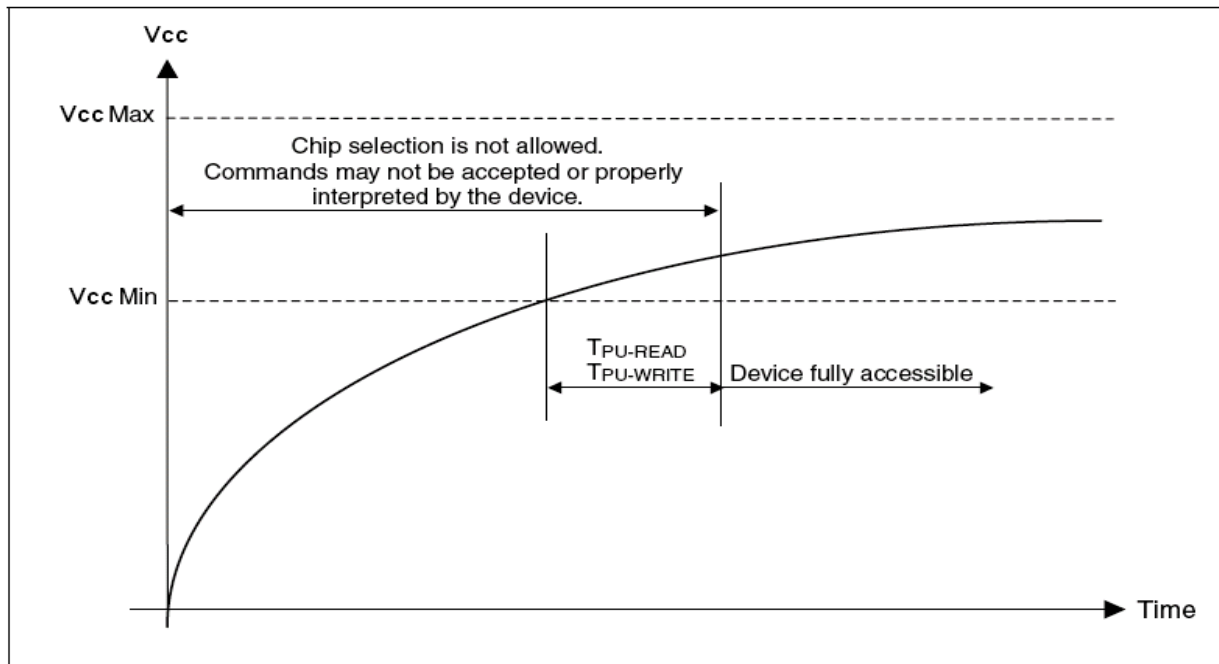 Vcc
Vcc Max
Chip selection is not allowed.
Commands may not be accepted or properly
interpreted by the device.
Vcc Min
TPU-READ
TPU-WRITE
Device fully accessible
Time